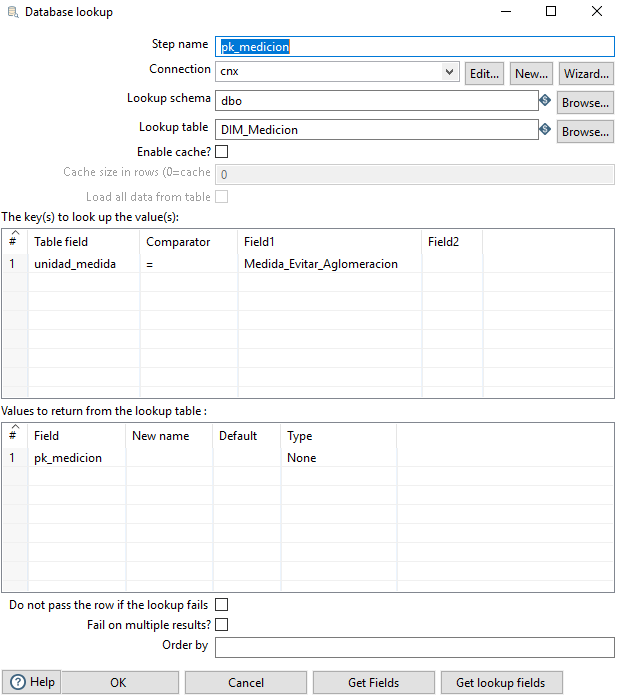 Database lookup
Step name pk_medicion
Connection cnx Edit... New... Wizard...
Lookup schema dbo S Browse...
Lookup table DIM_Medicion S Browse...
Enable cache?
Cache size in rows (0=cache 0
Load all data from table
The key(s) to look up the value(s):
# Table field Comparator Field1 Field2
1 unidad_medida = Medida_Evitar_Aglomeracion
Values to return from the lookup table :
# Field New name Default Type
1 pk_medicion None
Do not pass the row if the lookup fails
Fail on multiple results?
Order by
? Help OK Cancel Get Fields Get lookup fields